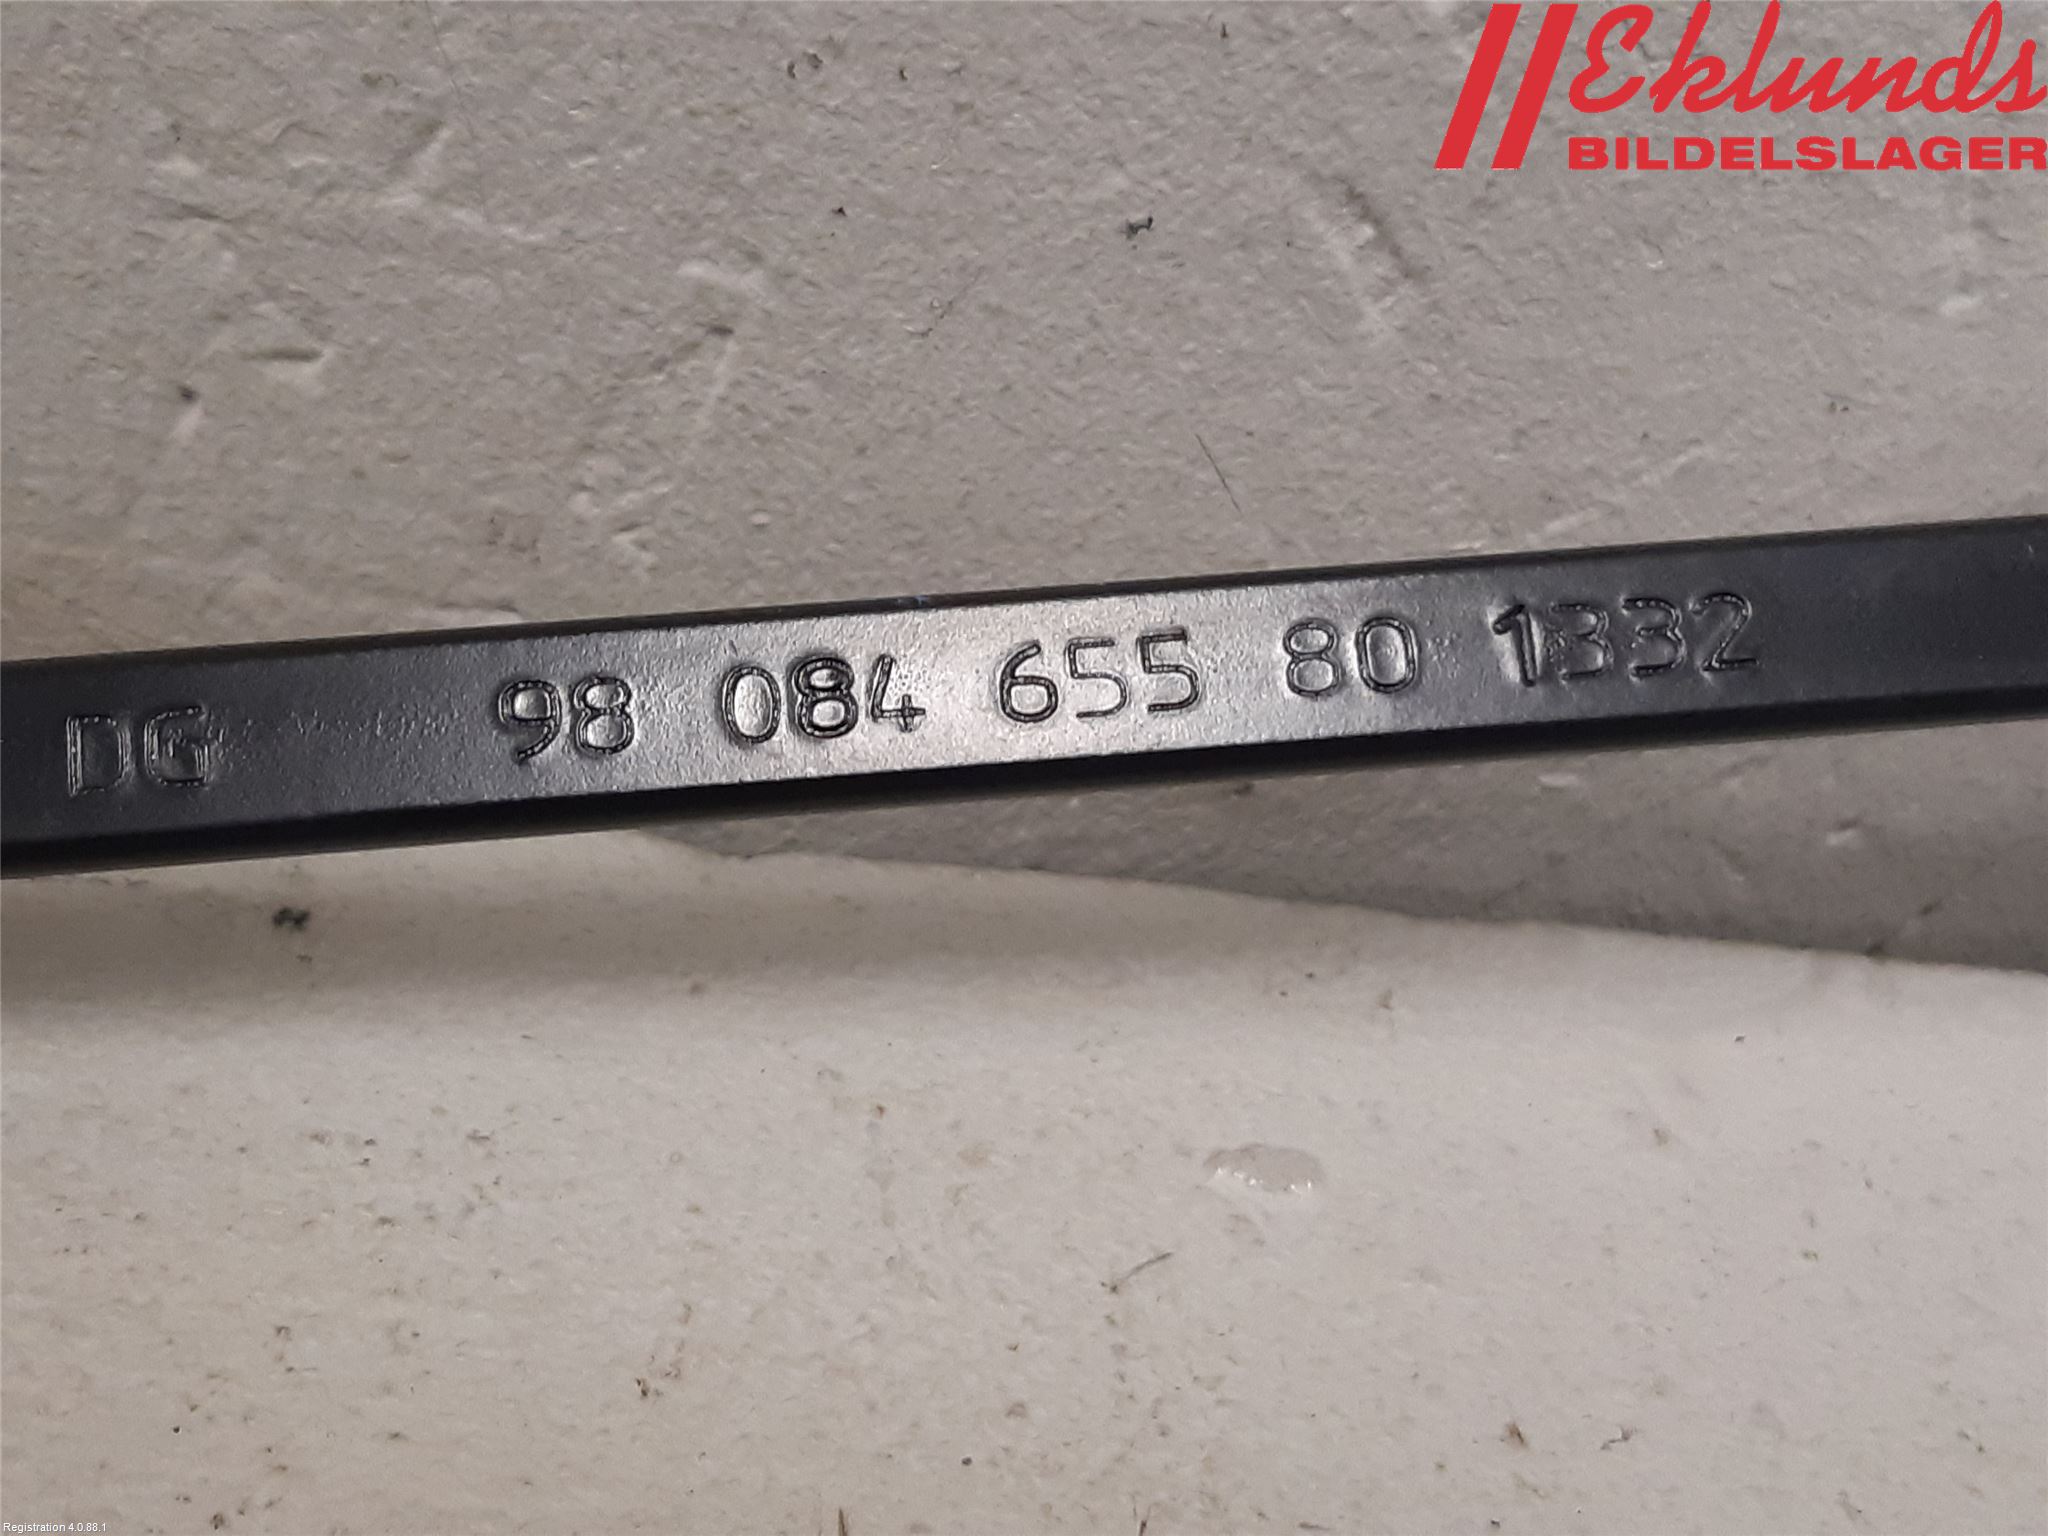 Eklunds
BILDELSLAGER
DG 98 084 655 80 1332
Registration 4.0.88.1